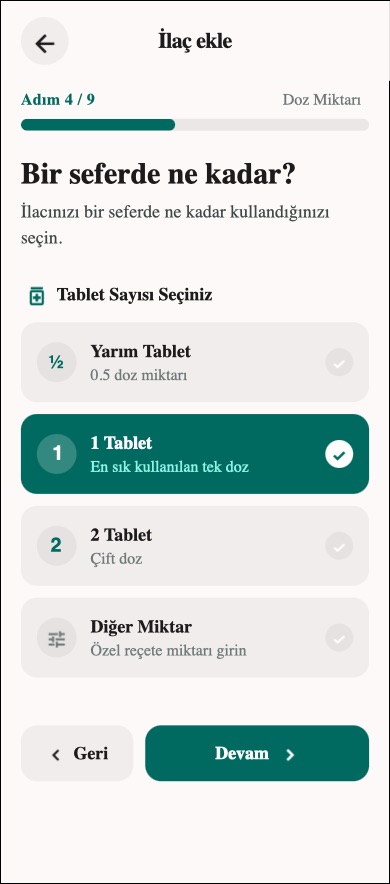 İlaç ekle
Adım 4 / 9
Doz Miktarı
Bir seferde ne kadar?
İlacınızı bir seferde ne kadar kullandığınızı
seçin.
Tablet Sayısı Seçiniz
½
Yarım Tablet
0.5 doz miktarı
1
1 Tablet
En sık kullanılan tek doz
2
2 Tablet
Çift doz
Diğer Miktar
Özel reçete miktarı girin
Geri
Devam